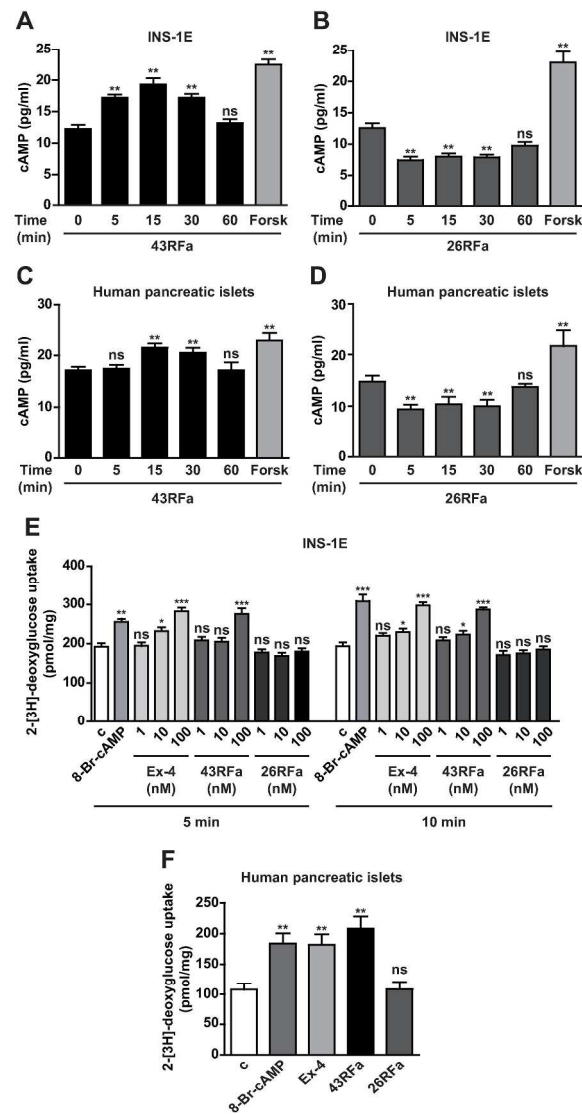 A
INS-1E
cAMP (pg/ml)
25
20
15
10
5
0
** ** ** ns **
Time (min) 0 5 15 30 60 Forsk
43RFa
B
INS-1E
cAMP (pg/ml)
25
20
15
10
5
0
** ** ** ns **
Time (min) 0 5 15 30 60 Forsk
26RFa
C
Human pancreatic islets
cAMP (pg/ml)
30
20
10
0
ns ** ** ns **
Time (min) 0 5 15 30 60 Forsk
43RFa
D
Human pancreatic islets
cAMP (pg/ml)
30
20
10
0
** ** ** ns **
Time (min) 0 5 15 30 60 Forsk
26RFa
E
INS-1E
2-[3H]-deoxyglucose uptake
(pmol/mg)
400
300
200
100
0
** ns * *** ns ns *** ns ns ns
*** ns * *** ns * *** ns ns ns
c 8-Br-cAMP 1 10 100 1 10 100 1 10 100
c 8-Br-cAMP 1 10 100 1 10 100 1 10 100
Ex-4 43RFa 26RFa Ex-4 43RFa 26RFa
(nM) (nM) (nM) (nM) (nM) (nM)
5 min 10 min
F
Human pancreatic islets
2-[3H]-deoxyglucose uptake
(pmol/mg)
250
200
150
100
50
0
** ** ** ns
c 8-Br-cAMP Ex-4 43RFa 26RFa